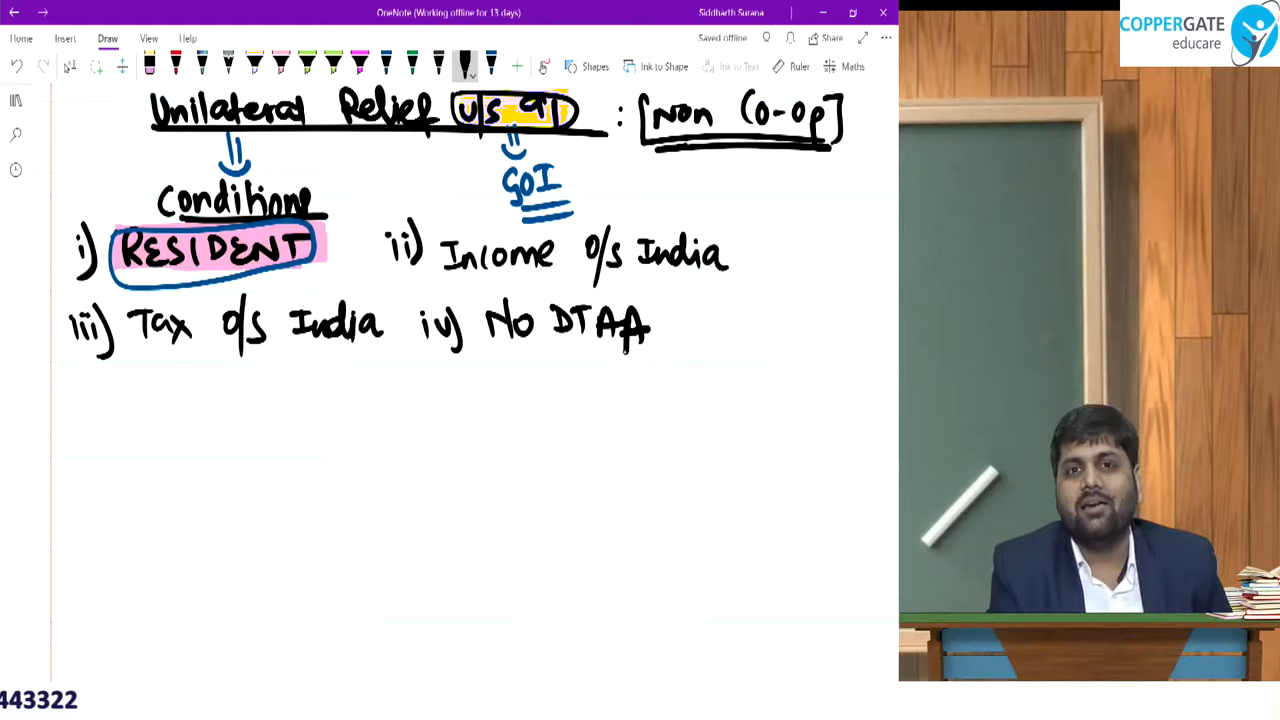 OneNote (Working offline for 13 days)
Siddharth Surana
COPPERGATE
educare
Home Insert Draw View Help
Saved offline
Share
Shapes
Ink to Shape
Ink to Text
Ruler
Maths
Unilateral Relief u/s 91 : [Non Co-op]
GOI
Conditions
i) RESIDENT ii) Income o/s India
iii) Tax o/s India iv) No DTAA
443322